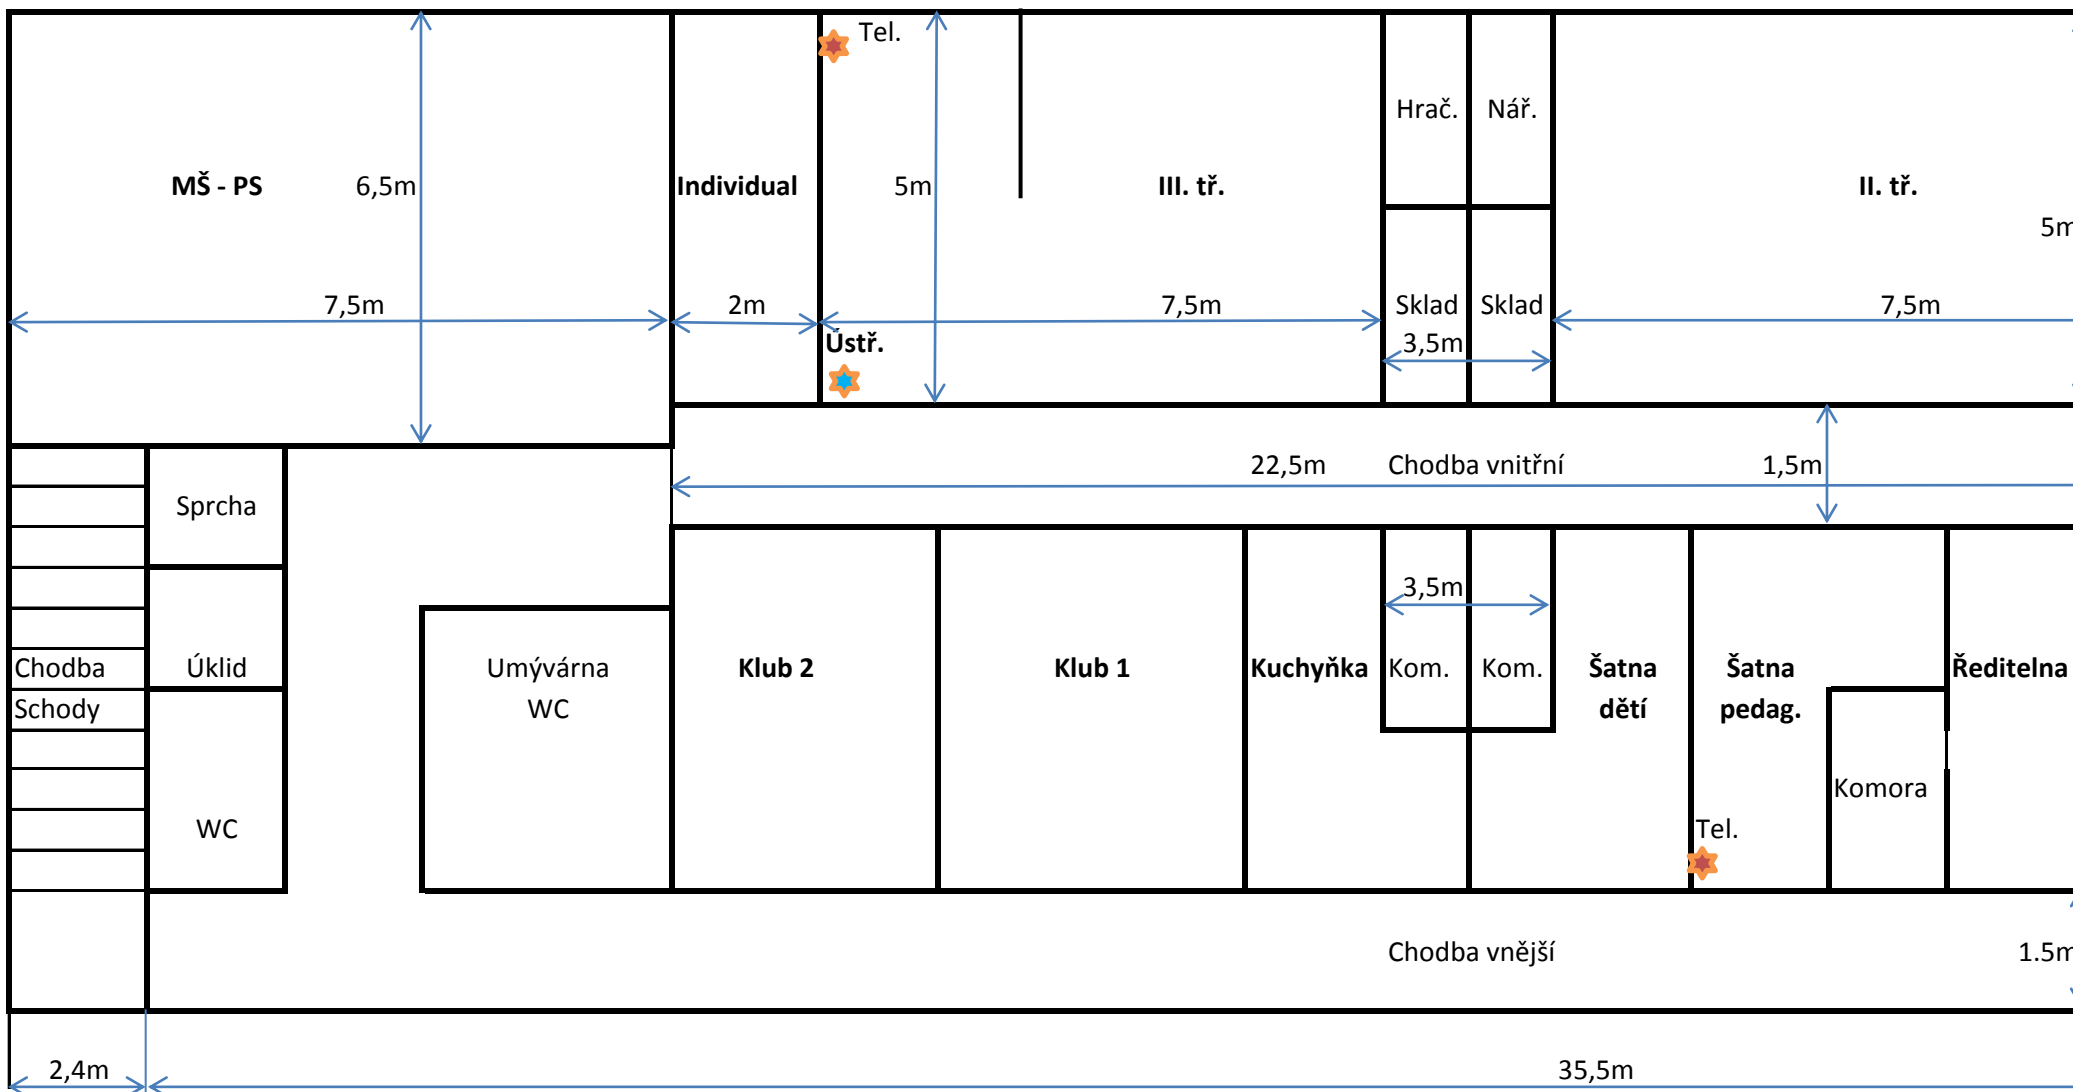 Tel.
Hrač. Nář.
MŠ - PS 6,5m Individual 5m III. tř. II. tř.
5m
7,5m 2m 7,5m Sklad Sklad 7,5m
Ústř. 3,5m
22,5m Chodba vnitřní 1,5m
Sprcha
3,5m
Chodba Úklid Umývárna Klub 2 Klub 1 Kuchyňka Kom. Kom. Šatna Šatna Ředitelna
Schody WC dětí pedag.
Komora
WC Tel.
Chodba vnější 1.5m
2,4m 35,5m